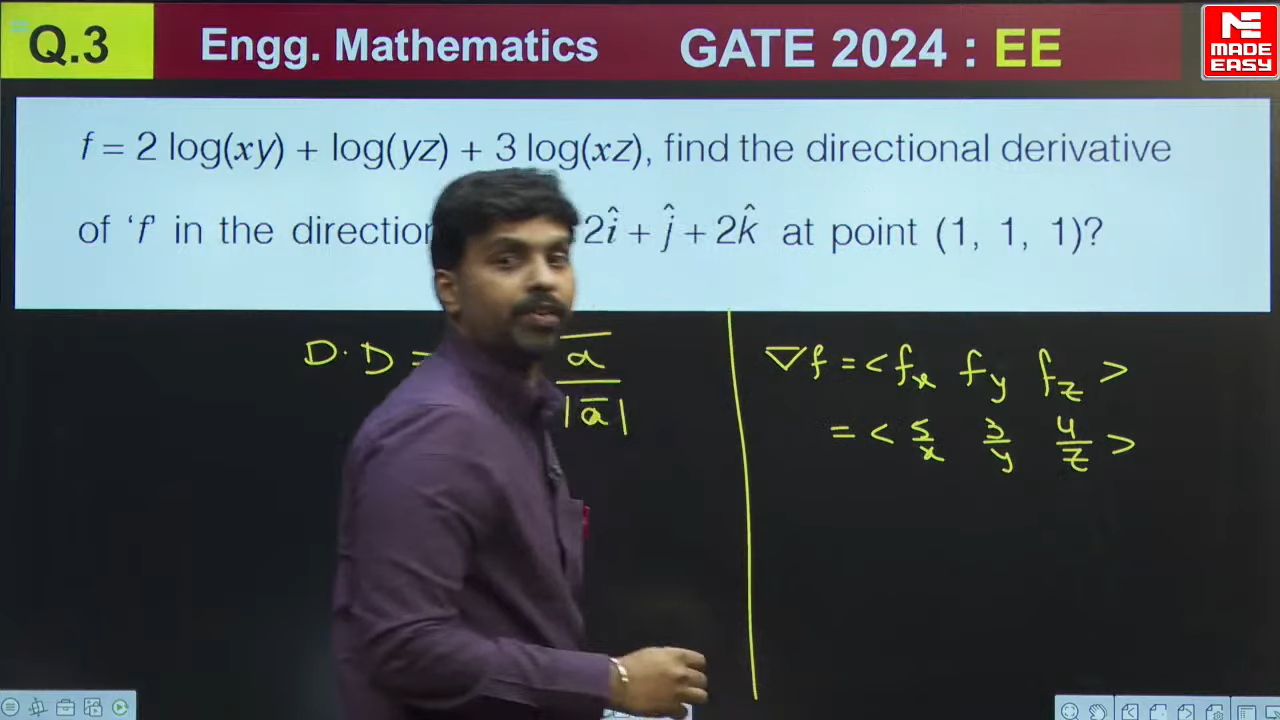 Q.3
Engg. Mathematics GATE 2024 : EE
ME
MADE
EASY
f = 2 log(xy) + log(yz) + 3 log(xz), find the directional derivative
of 'f' in the direction 2î + ĵ + 2k̂ at point (1, 1, 1)?
D.D = a̅ / |a̅|
∇f = < fx fy fz >
= < 5/x 3/y 4/z >